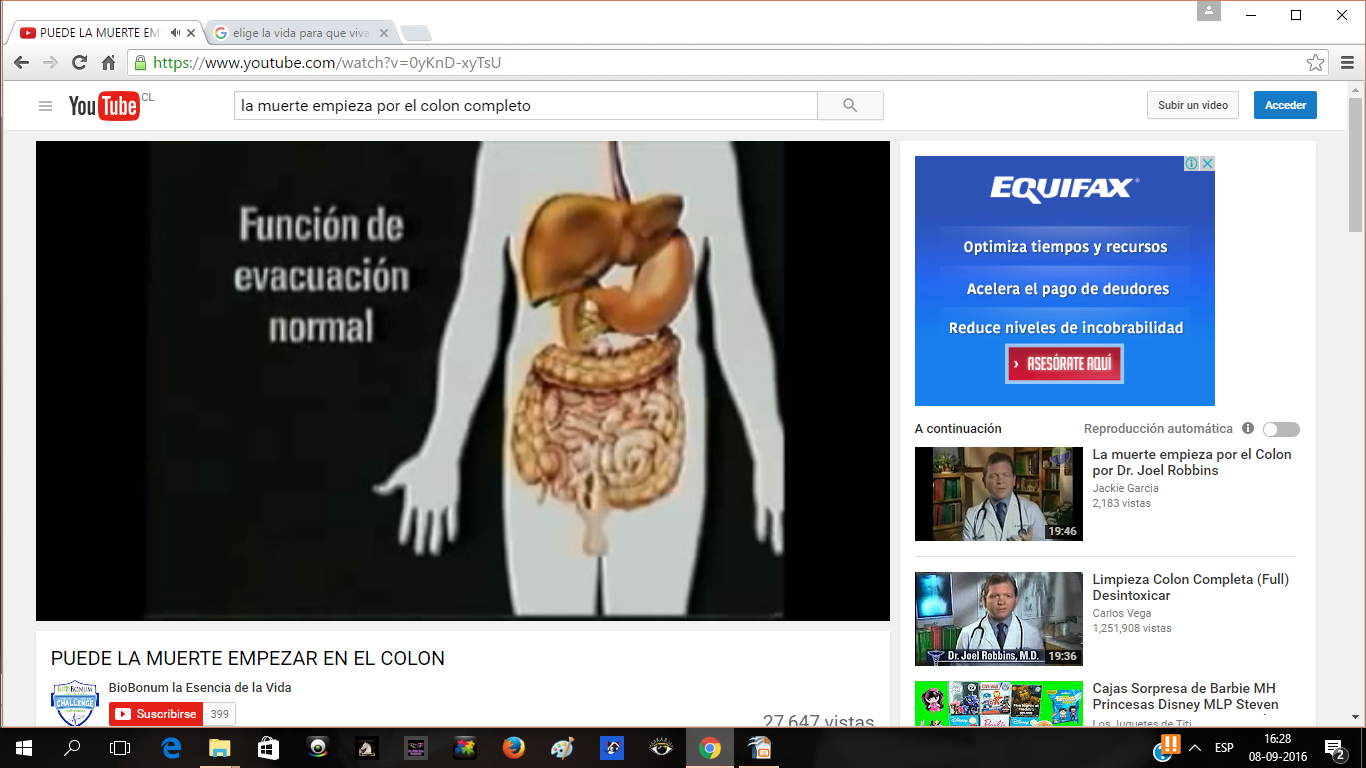 PUEDE LA MUERTE EM
elige la vida para que viva
https://www.youtube.com/watch?v=0yKnD-xyTsU
YouTube CL
la muerte empieza por el colon completo
Subir un video
Acceder
Función de
evacuación
normal
EQUIFAX
Optimiza tiempos y recursos
Acelera el pago de deudores
Reduce niveles de incobrabilidad
› ASESÓRATE AQUÍ
A continuación
Reproducción automática
La muerte empieza por el Colon
por Dr. Joel Robbins
Jackie Garcia
2,183 vistas
19:46
Limpieza Colon Completa (Full)
Desintoxicar
Carlos Vega
1,251,908 vistas
Dr. Joel Robbins, M.D.
19:36
Cajas Sorpresa de Barbie MH
Princesas Disney MLP Steven
Los Juguetes de Titi
PUEDE LA MUERTE EMPEZAR EN EL COLON
BIOBONUM
CHALLENGE
BioBonum la Esencia de la Vida
Suscribirse
399
27,647 vistas
ESP
16:28
08-09-2016
2